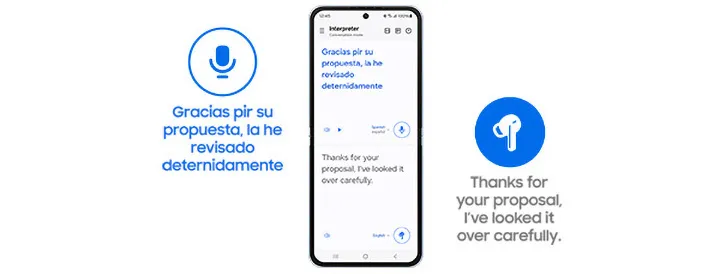 Gracias pir su
propuesta, la he
revisado
deternidamente
12:45
100%
Interpreter
Conversation mode
Gracias pir su
propuesta, la he
revisado
deternidamente
Spanish
español
Thanks for your
proposal, I've looked it
over carefully.
English
Thanks for
your proposal,
I've looked it
over carefully.